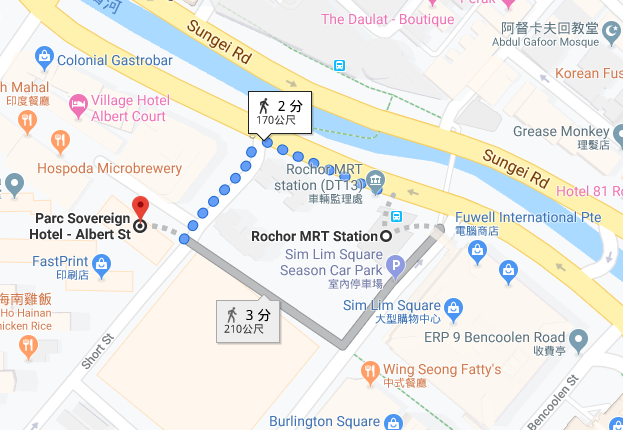 河
Sungei Rd
The Daulat - Boutique
Perak
阿督卡夫回教堂
Abdul Gafoor Mosque
Colonial Gastrobar
Korean Fus
h Mahal
印度餐廳
Village Hotel
Albert Court
2 分
170公尺
Grease Monkey
理髮店
Sungei Rd
Hospoda Microbrewery
Rochor MRT
station (DT13)
車輛監理處
Hotel 81 Ro
Parc Sovereign
Hotel - Albert St
Rochor MRT Station
Fuwell International Pte
電腦商店
FastPrint
印刷店
Sim Lim Square
Season Car Park
室內停車場
海南雞飯
Ho Hainan
hicken Rice
3 分
210公尺
Sim Lim Square
大型購物中心
ERP 9 Bencoolen Road
收費亭
Short St
Wing Seong Fatty's
中式餐廳
Bencoolen St
Burlington Square